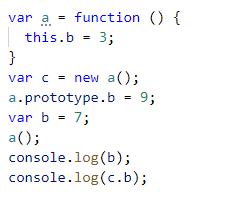 var a = function () {
  this.b = 3;
}
var c = new a();
a.prototype.b = 9;
var b = 7;
a();
console.log(b);
console.log(c.b);